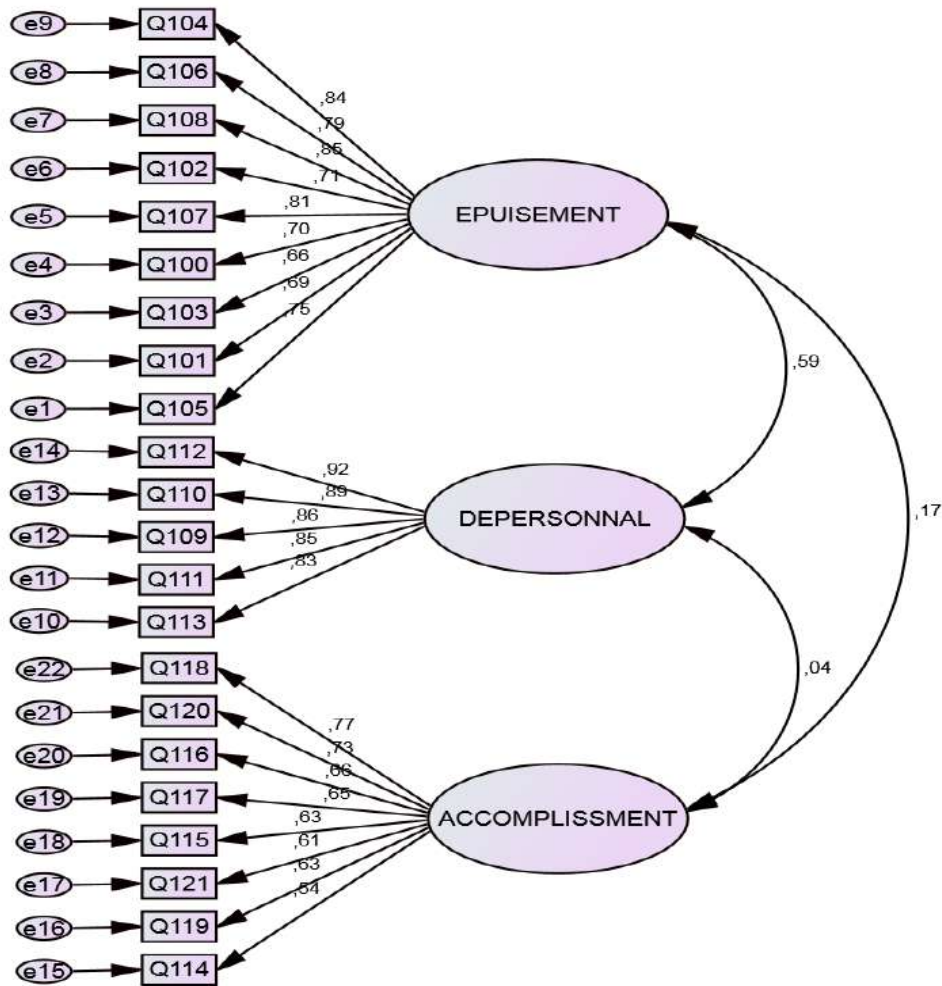 e9 Q104
e8 Q106
e7 Q108
e6 Q102
e5 Q107
e4 Q100
e3 Q103
e2 Q101
e1 Q105
,84
,79
,85
,71
,81
,70
,66
,69
,75
EPUISEMENT
,59
e14 Q112
e13 Q110
e12 Q109
e11 Q111
e10 Q113
,92
,89
,86
,85
,83
DEPERSONNAL
,17
,04
e22 Q118
e21 Q120
e20 Q116
e19 Q117
e18 Q115
e17 Q121
e16 Q119
e15 Q114
,77
,73
,66
,65
,63
,61
,63
,54
ACCOMPLISSMENT